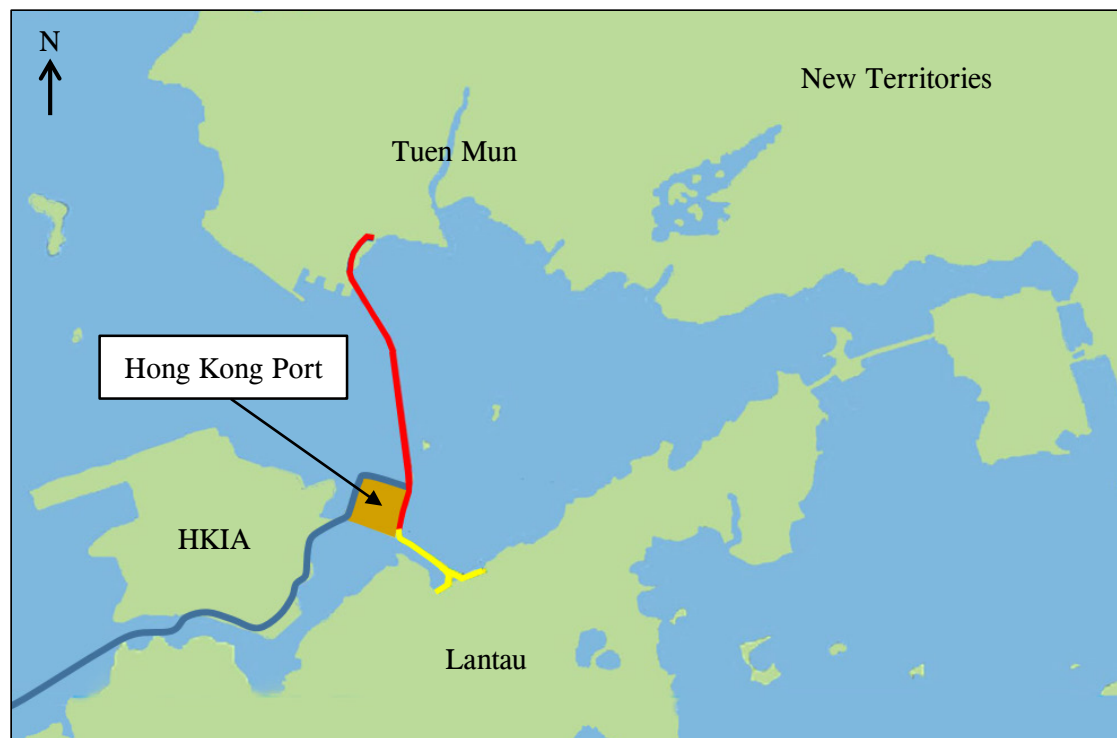 N
New Territories
Tuen Mun
Hong Kong Port
HKIA
Lantau